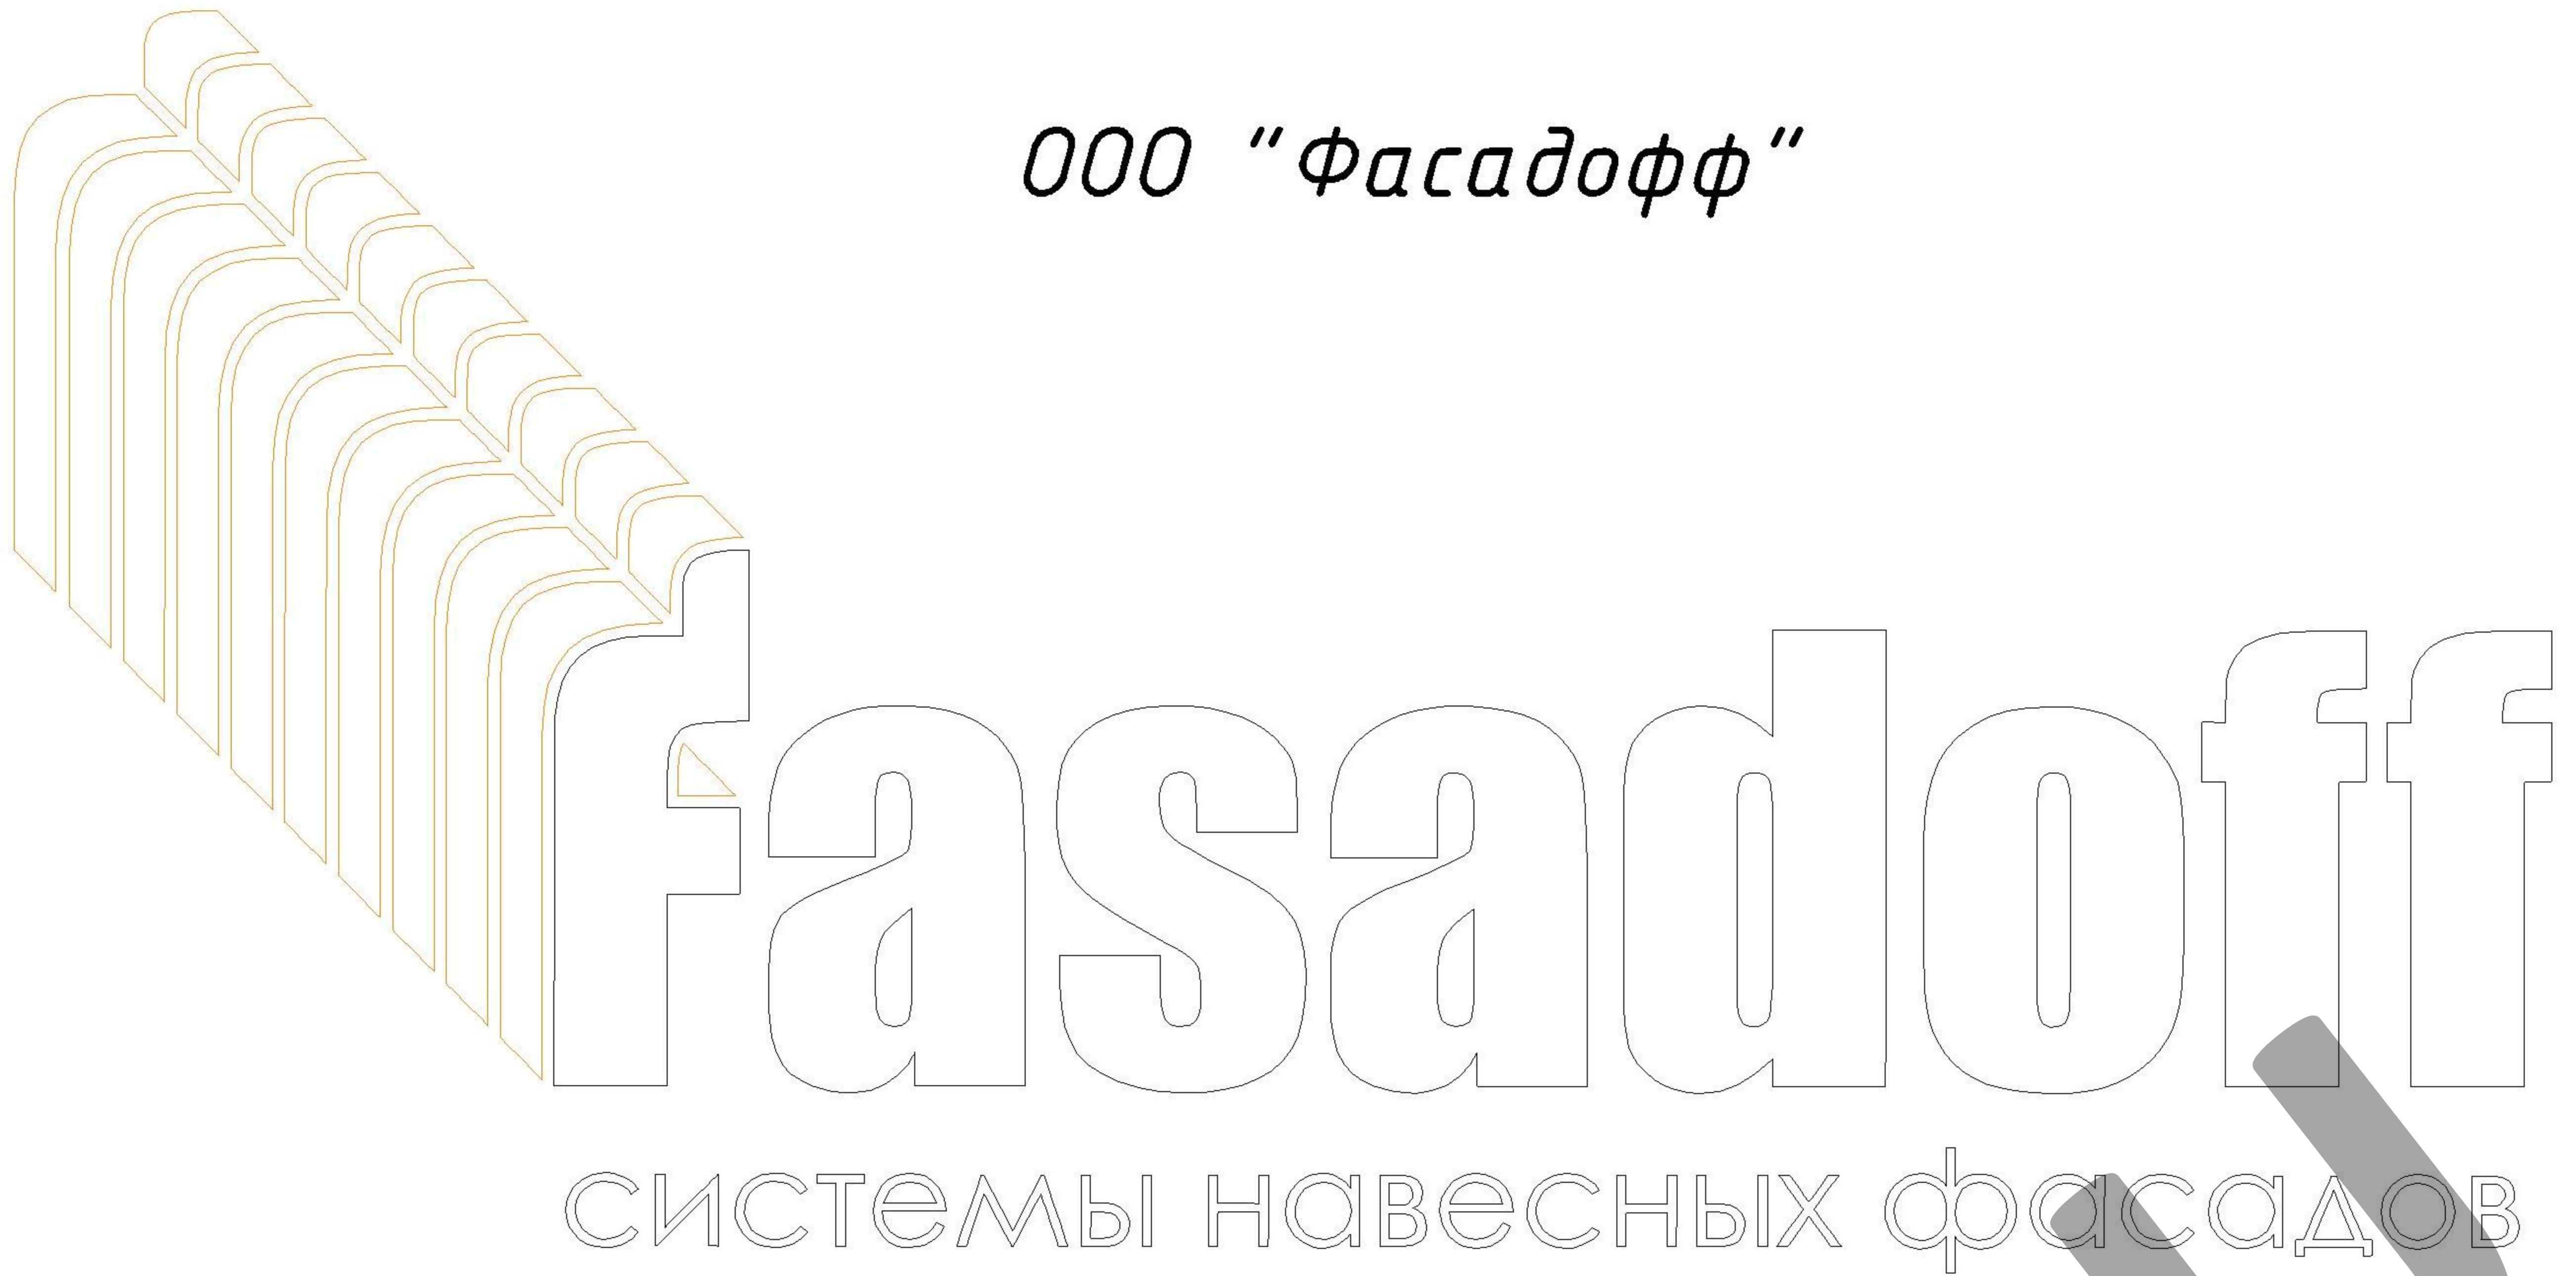 ООО "Фасадофф"
fasadoff
системы навесных фасадов